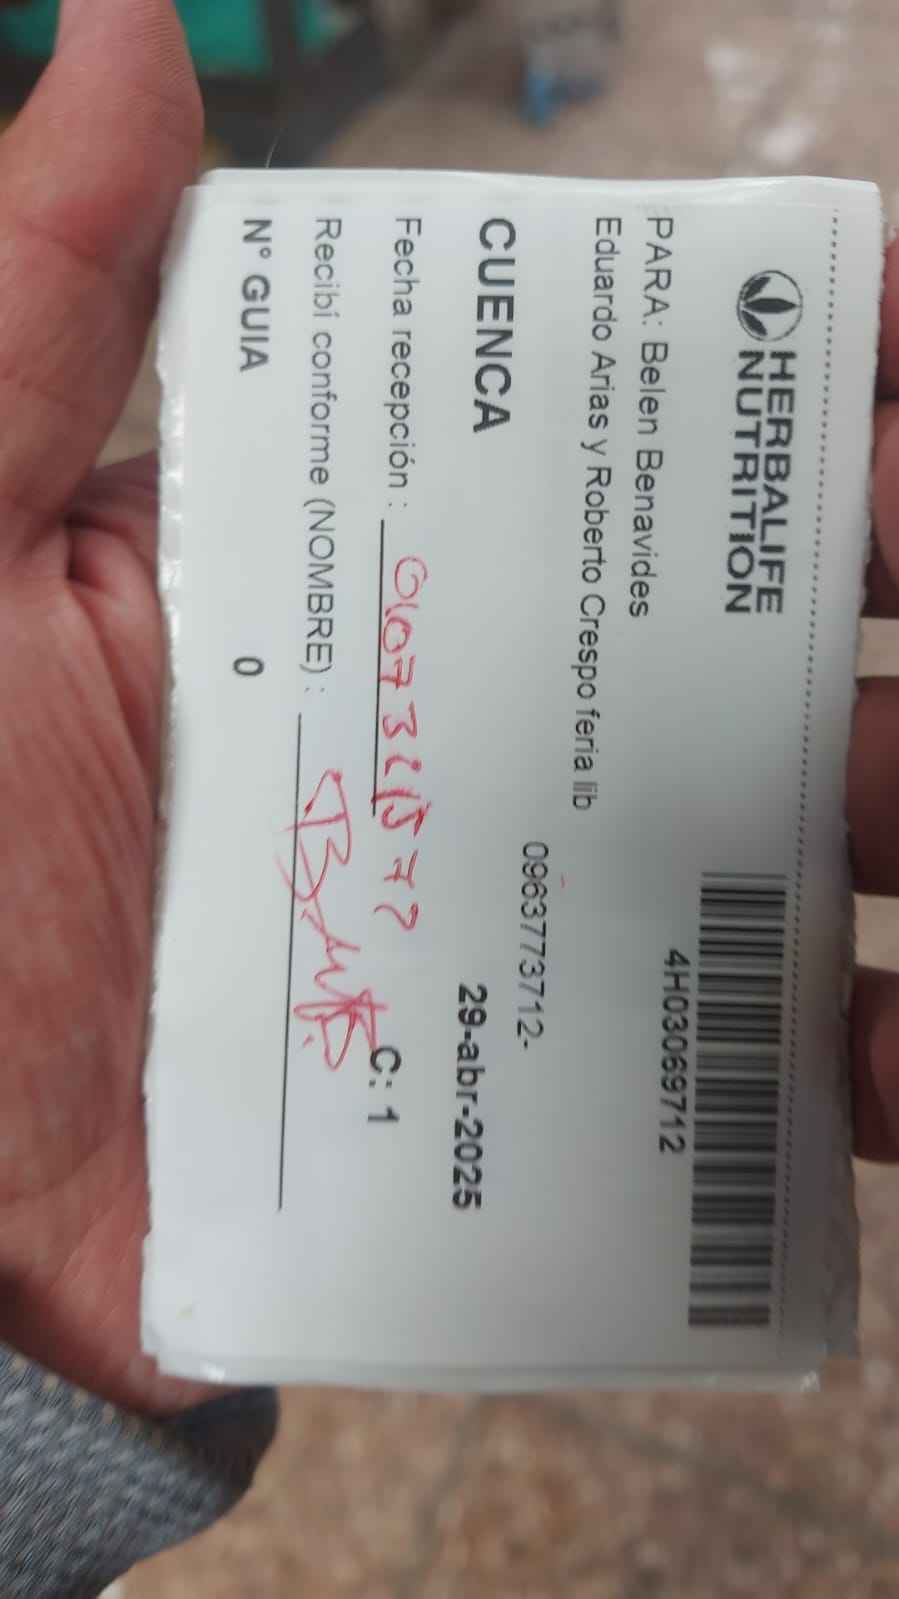 HERBALIFE
NUTRITION
4H03069712
PARA: Belen Benavides
Eduardo Arias y Roberto Crespo feria lib
0963773712-
CUENCA
29-abr-2025
Fecha recepción :
C: 1
Recibí conforme (NOMBRE) :
N° GUIA 0